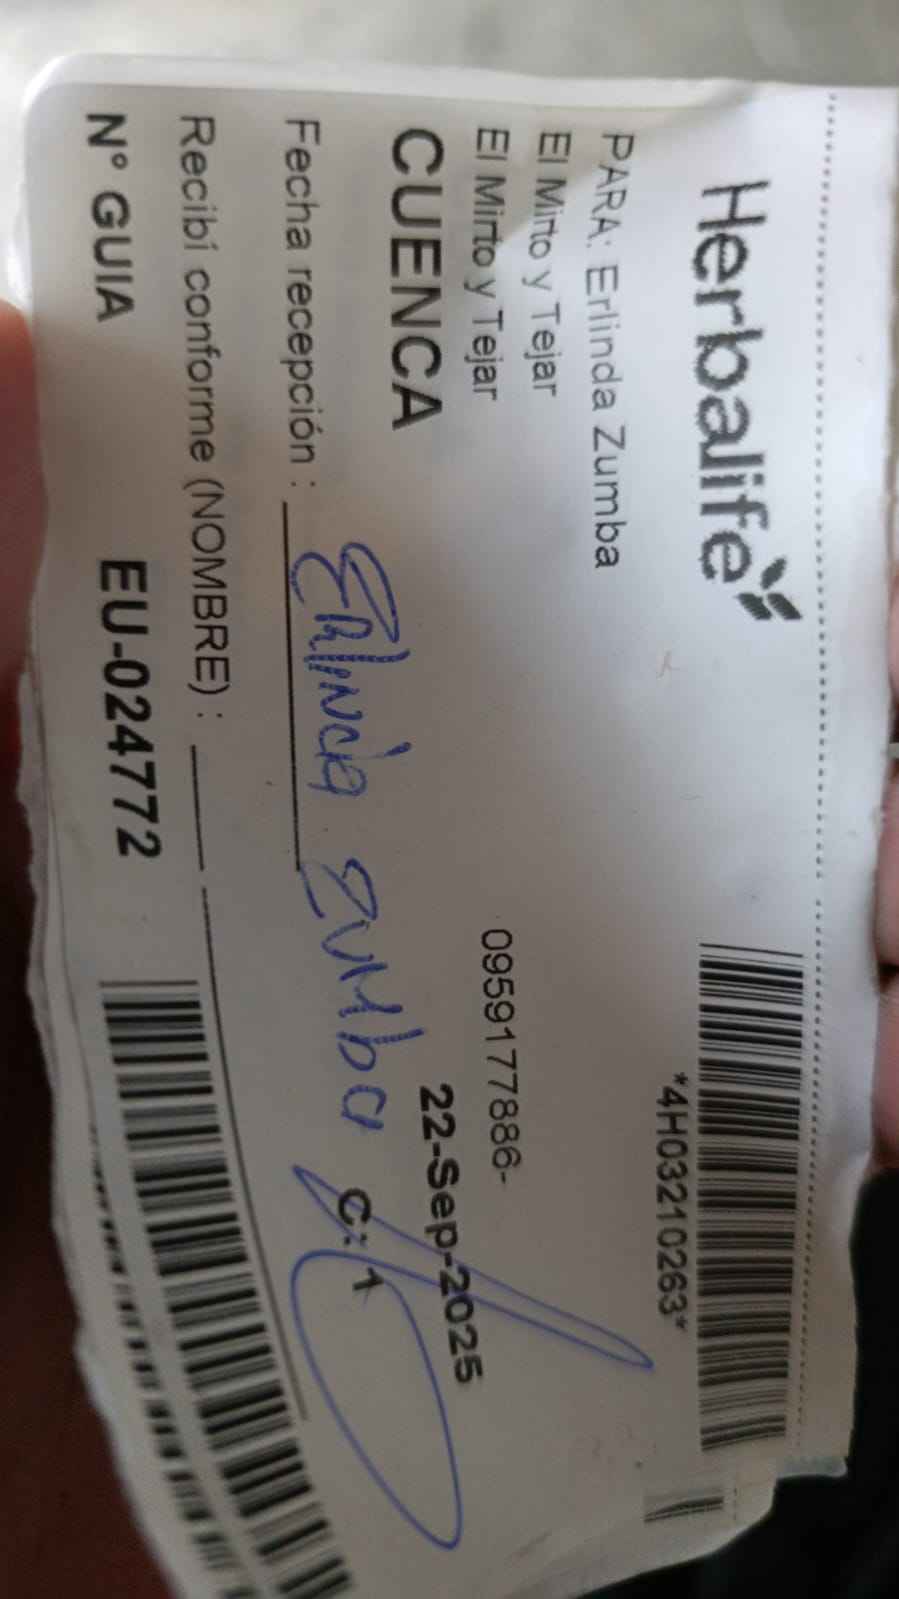 Herbalife
*4H03210263*
PARA: Erlinda Zumba
El Mirto y Tejar
El Mirto y Tejar
0959177886-
CUENCA
22-Sep-2025
Fecha recepción :
Erlinda Zumba
C: 1
Recibí conforme (NOMBRE) :
N° GUIA
EU-024772